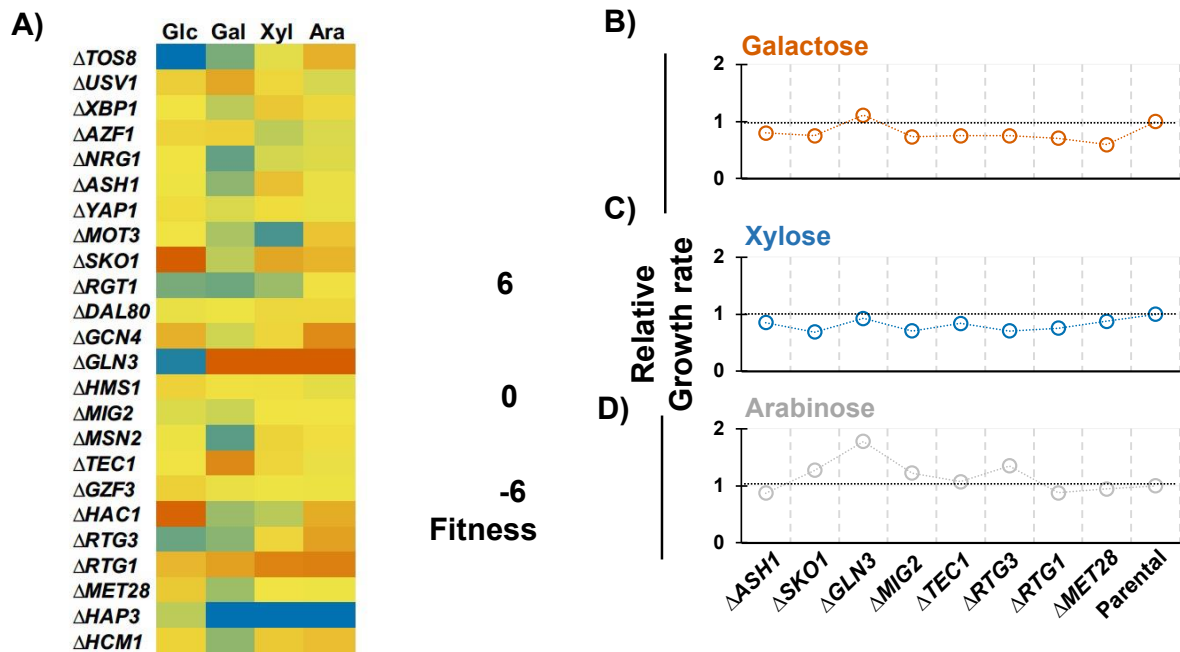 A)
Glc Gal Xyl Ara
ΔTOS8
ΔUSV1
ΔXBP1
ΔAZF1
ΔNRG1
ΔASH1
ΔYAP1
ΔMOT3
ΔSKO1
ΔRGT1
ΔDAL80
ΔGCN4
ΔGLN3
ΔHMS1
ΔMIG2
ΔMSN2
ΔTEC1
ΔGZF3
ΔHAC1
ΔRTG3
ΔRTG1
ΔMET28
ΔHAP3
ΔHCM1
6
0
-6
Fitness
Relative
Growth rate
B)
Galactose
2
1
0
C)
Xylose
2
1
0
D)
Arabinose
2
1
0
ΔASH1
ΔSKO1
ΔGLN3
ΔMIG2
ΔTEC1
ΔRTG3
ΔRTG1
ΔMET28
Parental